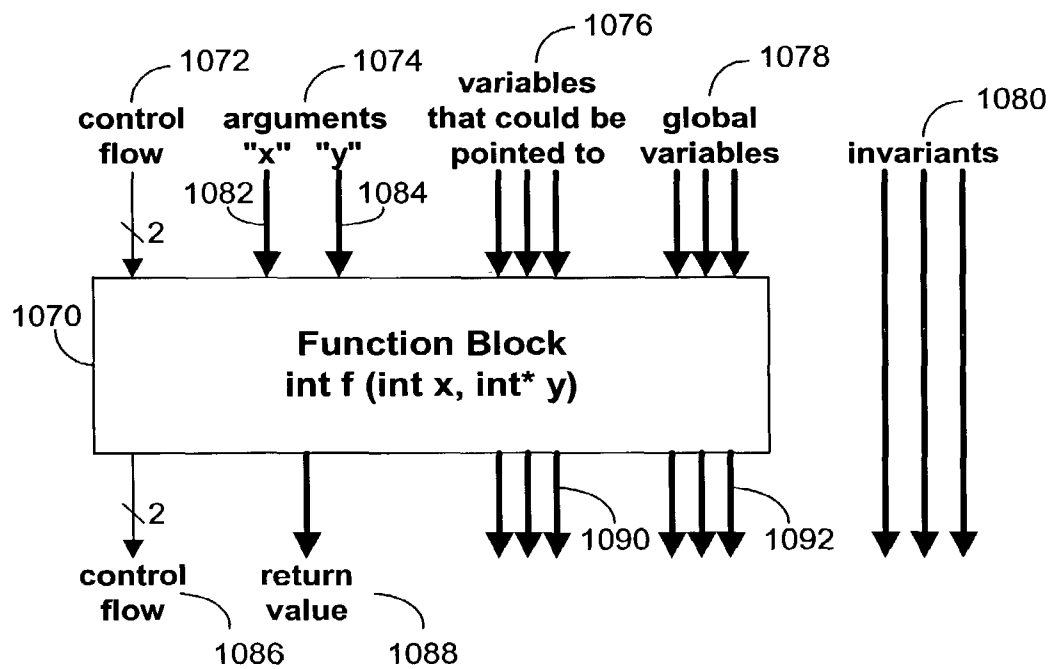 1072
control
flow
1074
arguments
"x" "y"
1076
variables
that could be
pointed to
1078
global
variables
1080
invariants
1082
1084
2
1070
Function Block
int f (int x, int* y)
2
1090
1092
control
flow
return
value
1086
1088